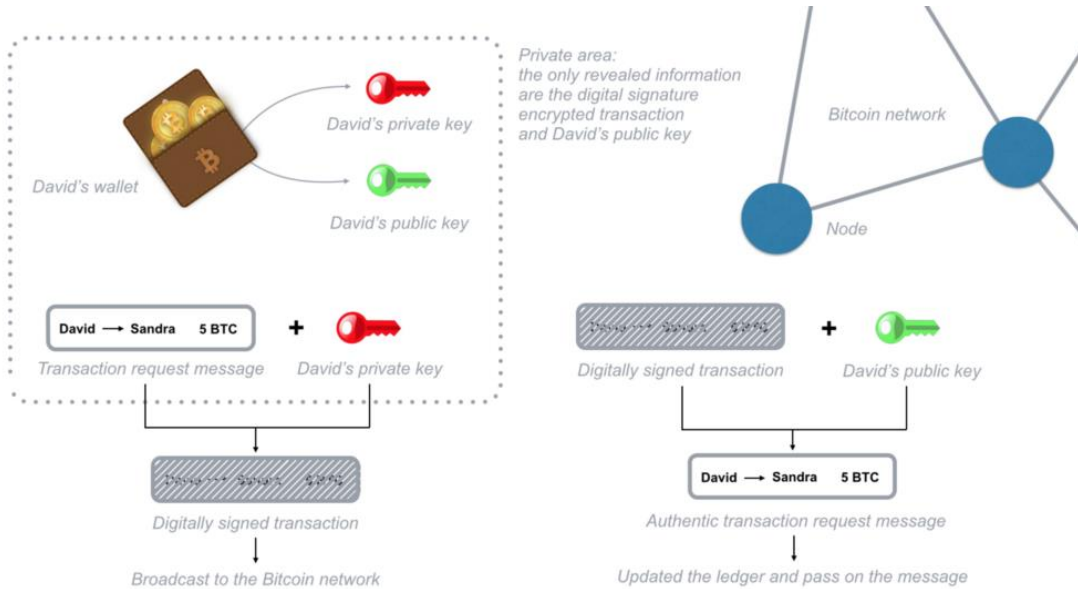 David's wallet
David's private key
David's public key
David → Sandra 5 BTC
+
Transaction request message
David's private key
Digitally signed transaction
Broadcast to the Bitcoin network
Private area:
the only revealed information
are the digital signature
encrypted transaction
and David's public key
Bitcoin network
Node
+
Digitally signed transaction
David's public key
David → Sandra 5 BTC
Authentic transaction request message
Updated the ledger and pass on the message